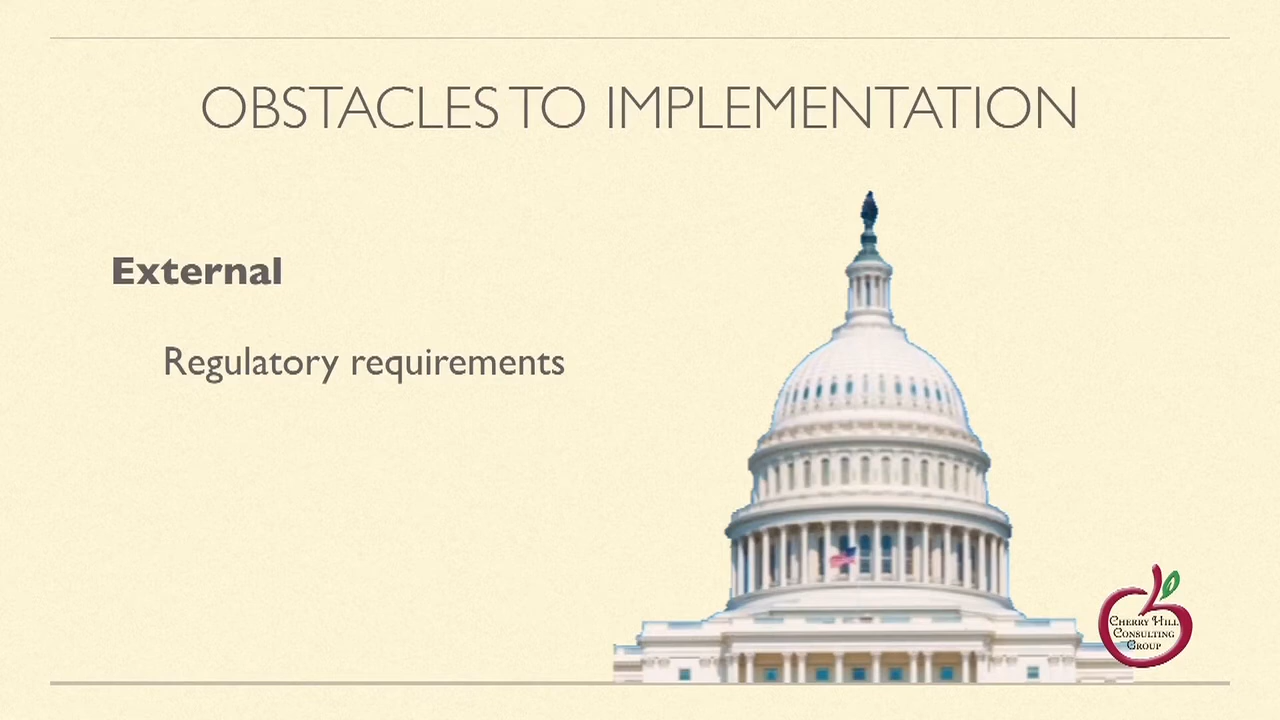 OBSTACLES TO IMPLEMENTATION
External
Regulatory requirements
CHERRY HILL
CONSULTING
GROUP